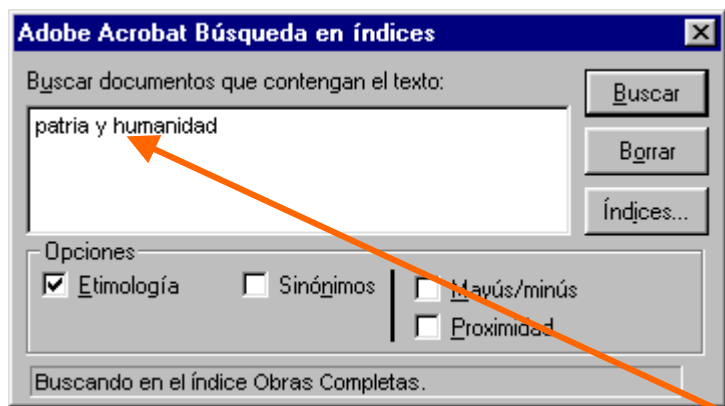 Adobe Acrobat Búsqueda en índices
Buscar documentos que contengan el texto:
Buscar
patria y humanidad
Borrar
Índices...
Opciones
Etimología
Sinónimos
Mayús/minús
Proximidad
Buscando en el índice Obras Completas.